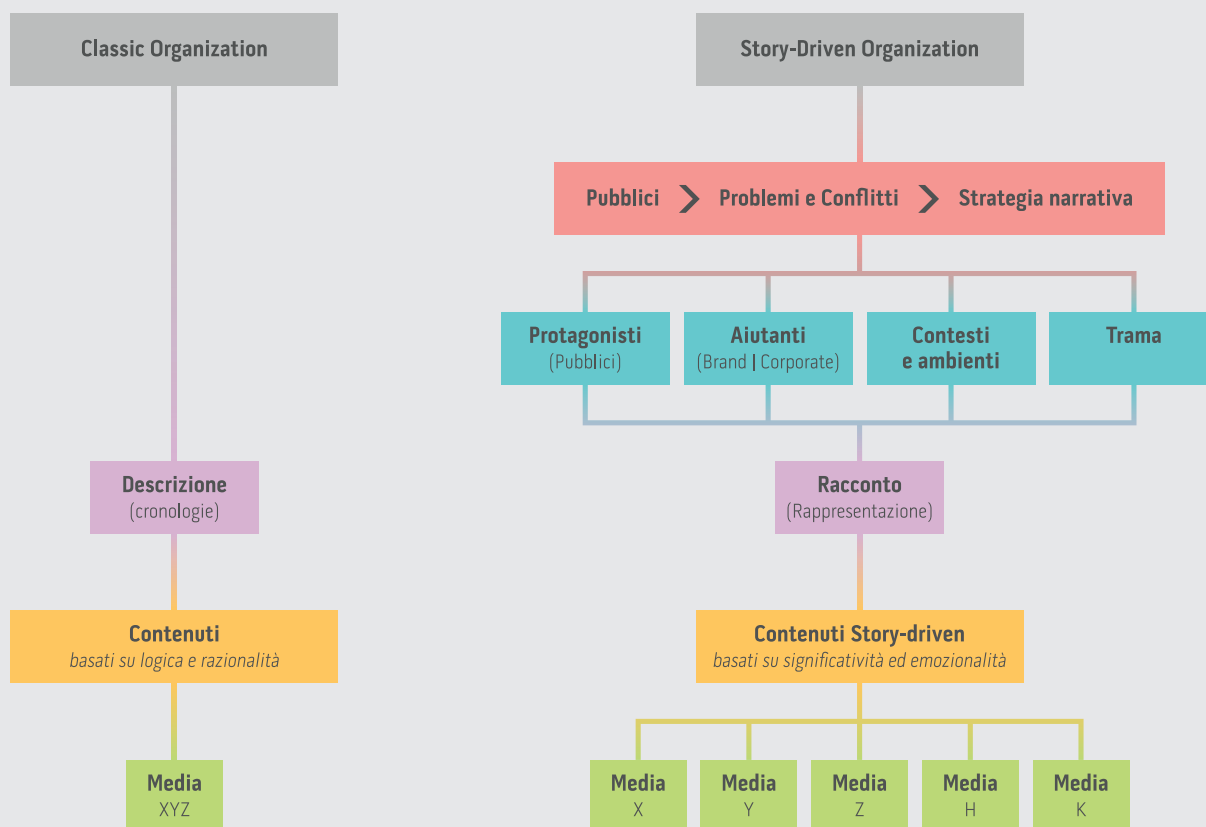 Classic Organization
Story-Driven Organization
Pubblici > Problemi e Conflitti > Strategia narrativa
Protagonisti
(Pubblici)
Aiutanti
(Brand | Corporate)
Contesti
e ambienti
Trama
Descrizione
(cronologie)
Racconto
(Rappresentazione)
Contenuti
basati su logica e razionalità
Contenuti Story-driven
basati su significatività ed emozionalità
Media
XYZ
Media
X
Media
Y
Media
Z
Media
H
Media
K